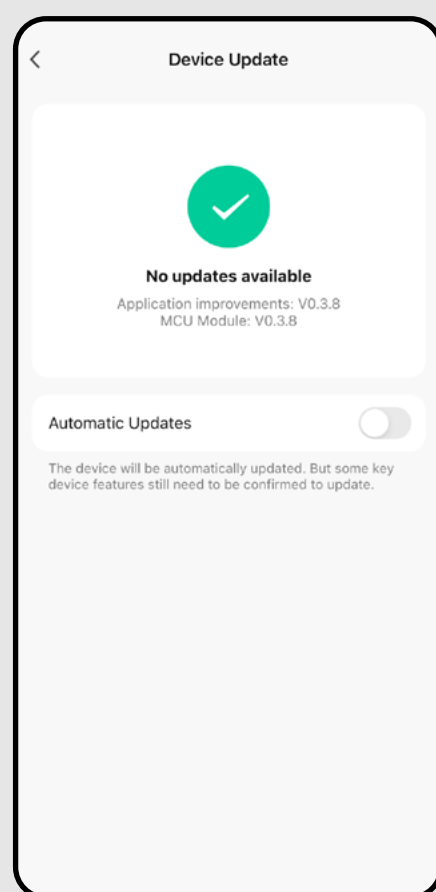 Device Update
No updates available
Application improvements: V0.3.8
MCU Module: V0.3.8
Automatic Updates
The device will be automatically updated. But some key
device features still need to be confirmed to update.